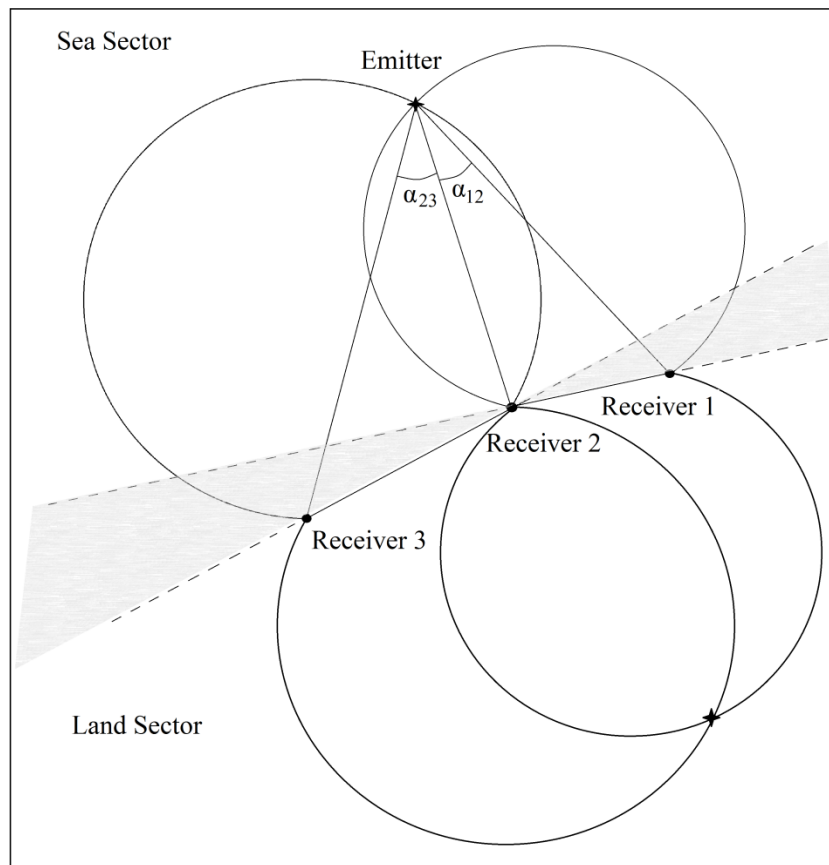 Sea Sector
Emitter
α23
α12
Receiver 1
Receiver 2
Receiver 3
Land Sector